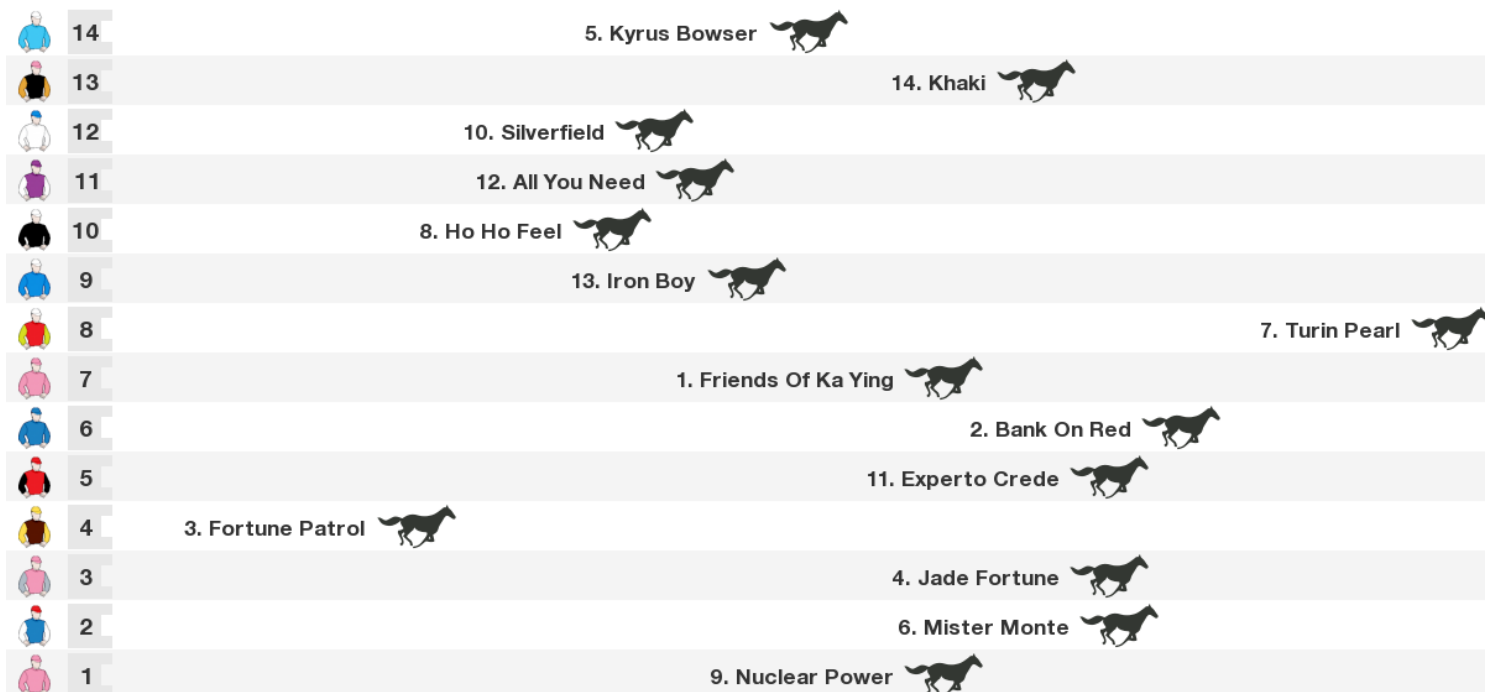 14 5. Kyrus Bowser
13 14. Khaki
12 10. Silverfield
11 12. All You Need
10 8. Ho Ho Feel
9 13. Iron Boy
8 7. Turin Pearl
7 1. Friends Of Ka Ying
6 2. Bank On Red
5 11. Experto Crede
4 3. Fortune Patrol
3 4. Jade Fortune
2 6. Mister Monte
1 9. Nuclear Power